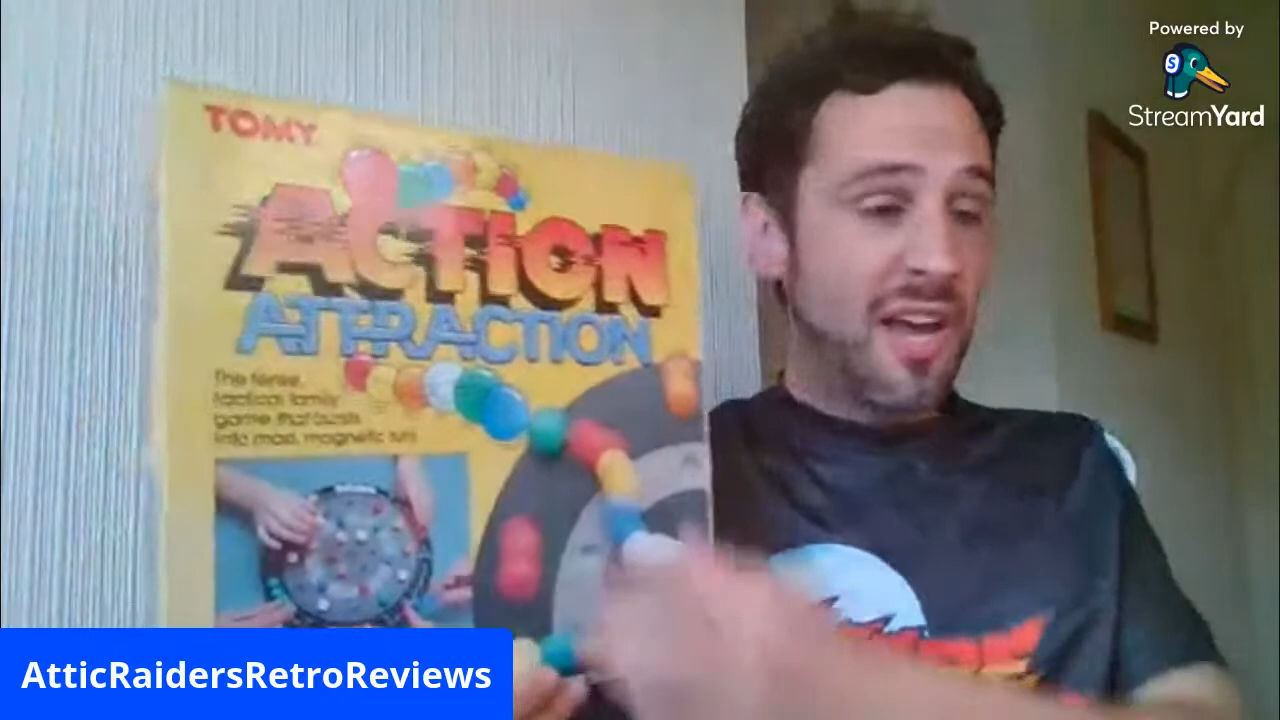 Powered by
StreamYard
TOMY
ACTION
ATTRACTION
The tense,
tactical family
game that bursts
into mad, magnetic fun!
AtticRaidersRetroReviews